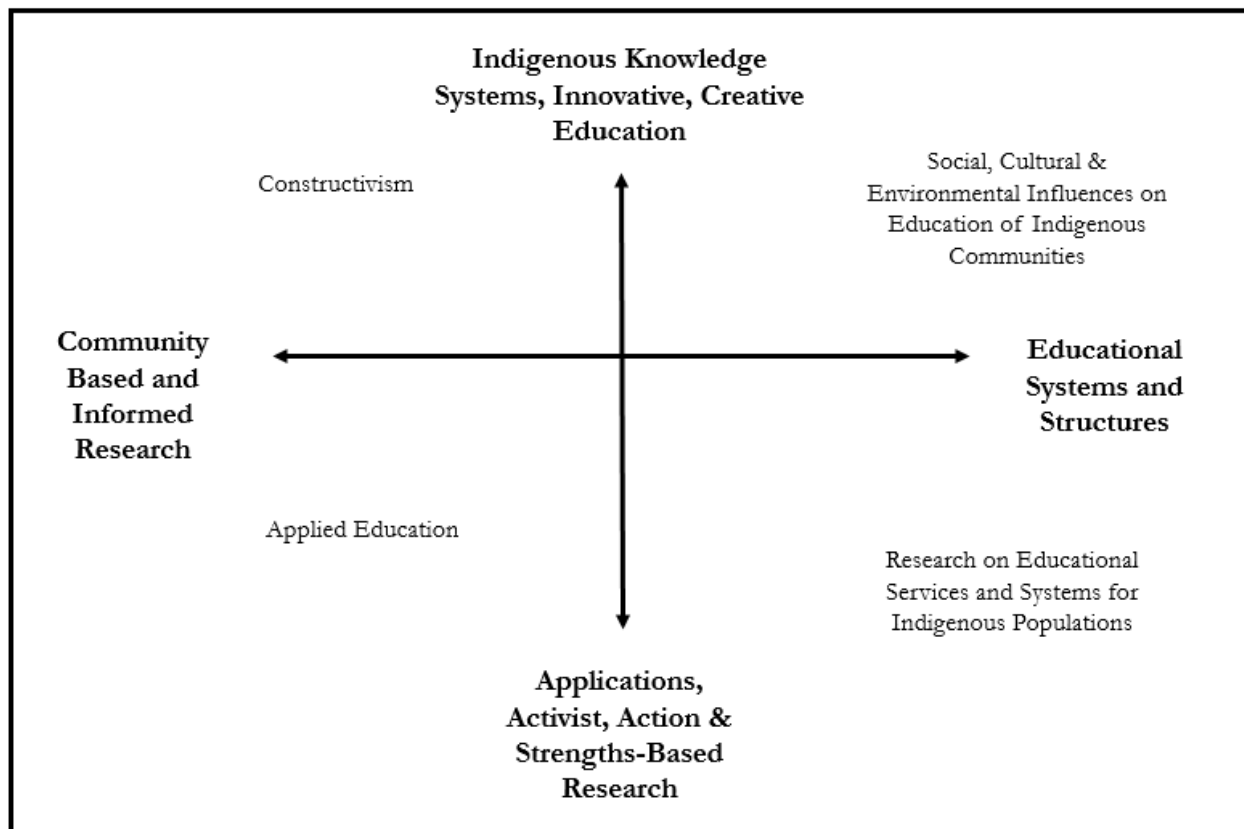 Indigenous Knowledge
Systems, Innovative, Creative
Education
Constructivism
Social, Cultural &
Environmental Influences on
Education of Indigenous
Communities
Community
Based and
Informed
Research
Educational
Systems and
Structures
Applied Education
Research on Educational
Services and Systems for
Indigenous Populations
Applications,
Activist, Action &
Strengths-Based
Research